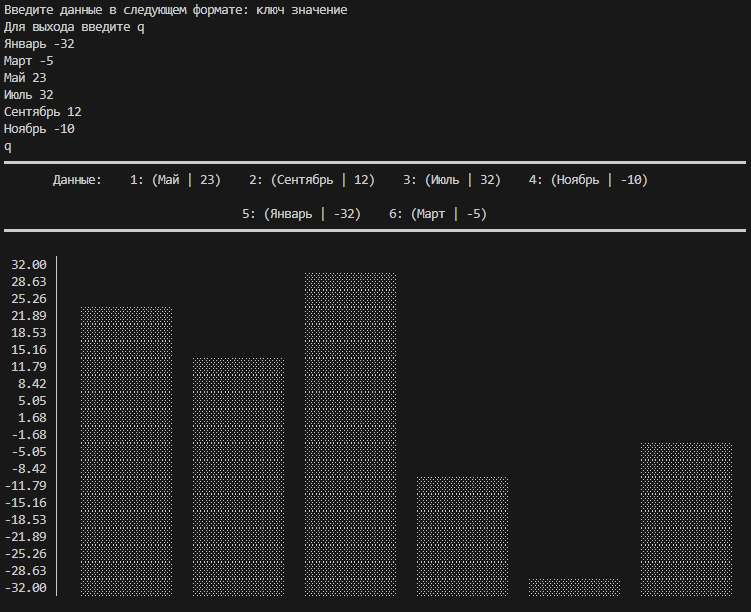 Введите данные в следующем формате: ключ значение
Для выхода введите q
Январь -32
Март -5
Май 23
Июль 32
Сентябрь 12
Ноябрь -10
q
Данные: 1: (Май | 23) 2: (Сентябрь | 12) 3: (Июль | 32) 4: (Ноябрь | -10)
5: (Январь | -32) 6: (Март | -5)
32.00
28.63
25.26
21.89
18.53
15.16
11.79
8.42
5.05
1.68
-1.68
-5.05
-8.42
-11.79
-15.16
-18.53
-21.89
-25.26
-28.63
-32.00